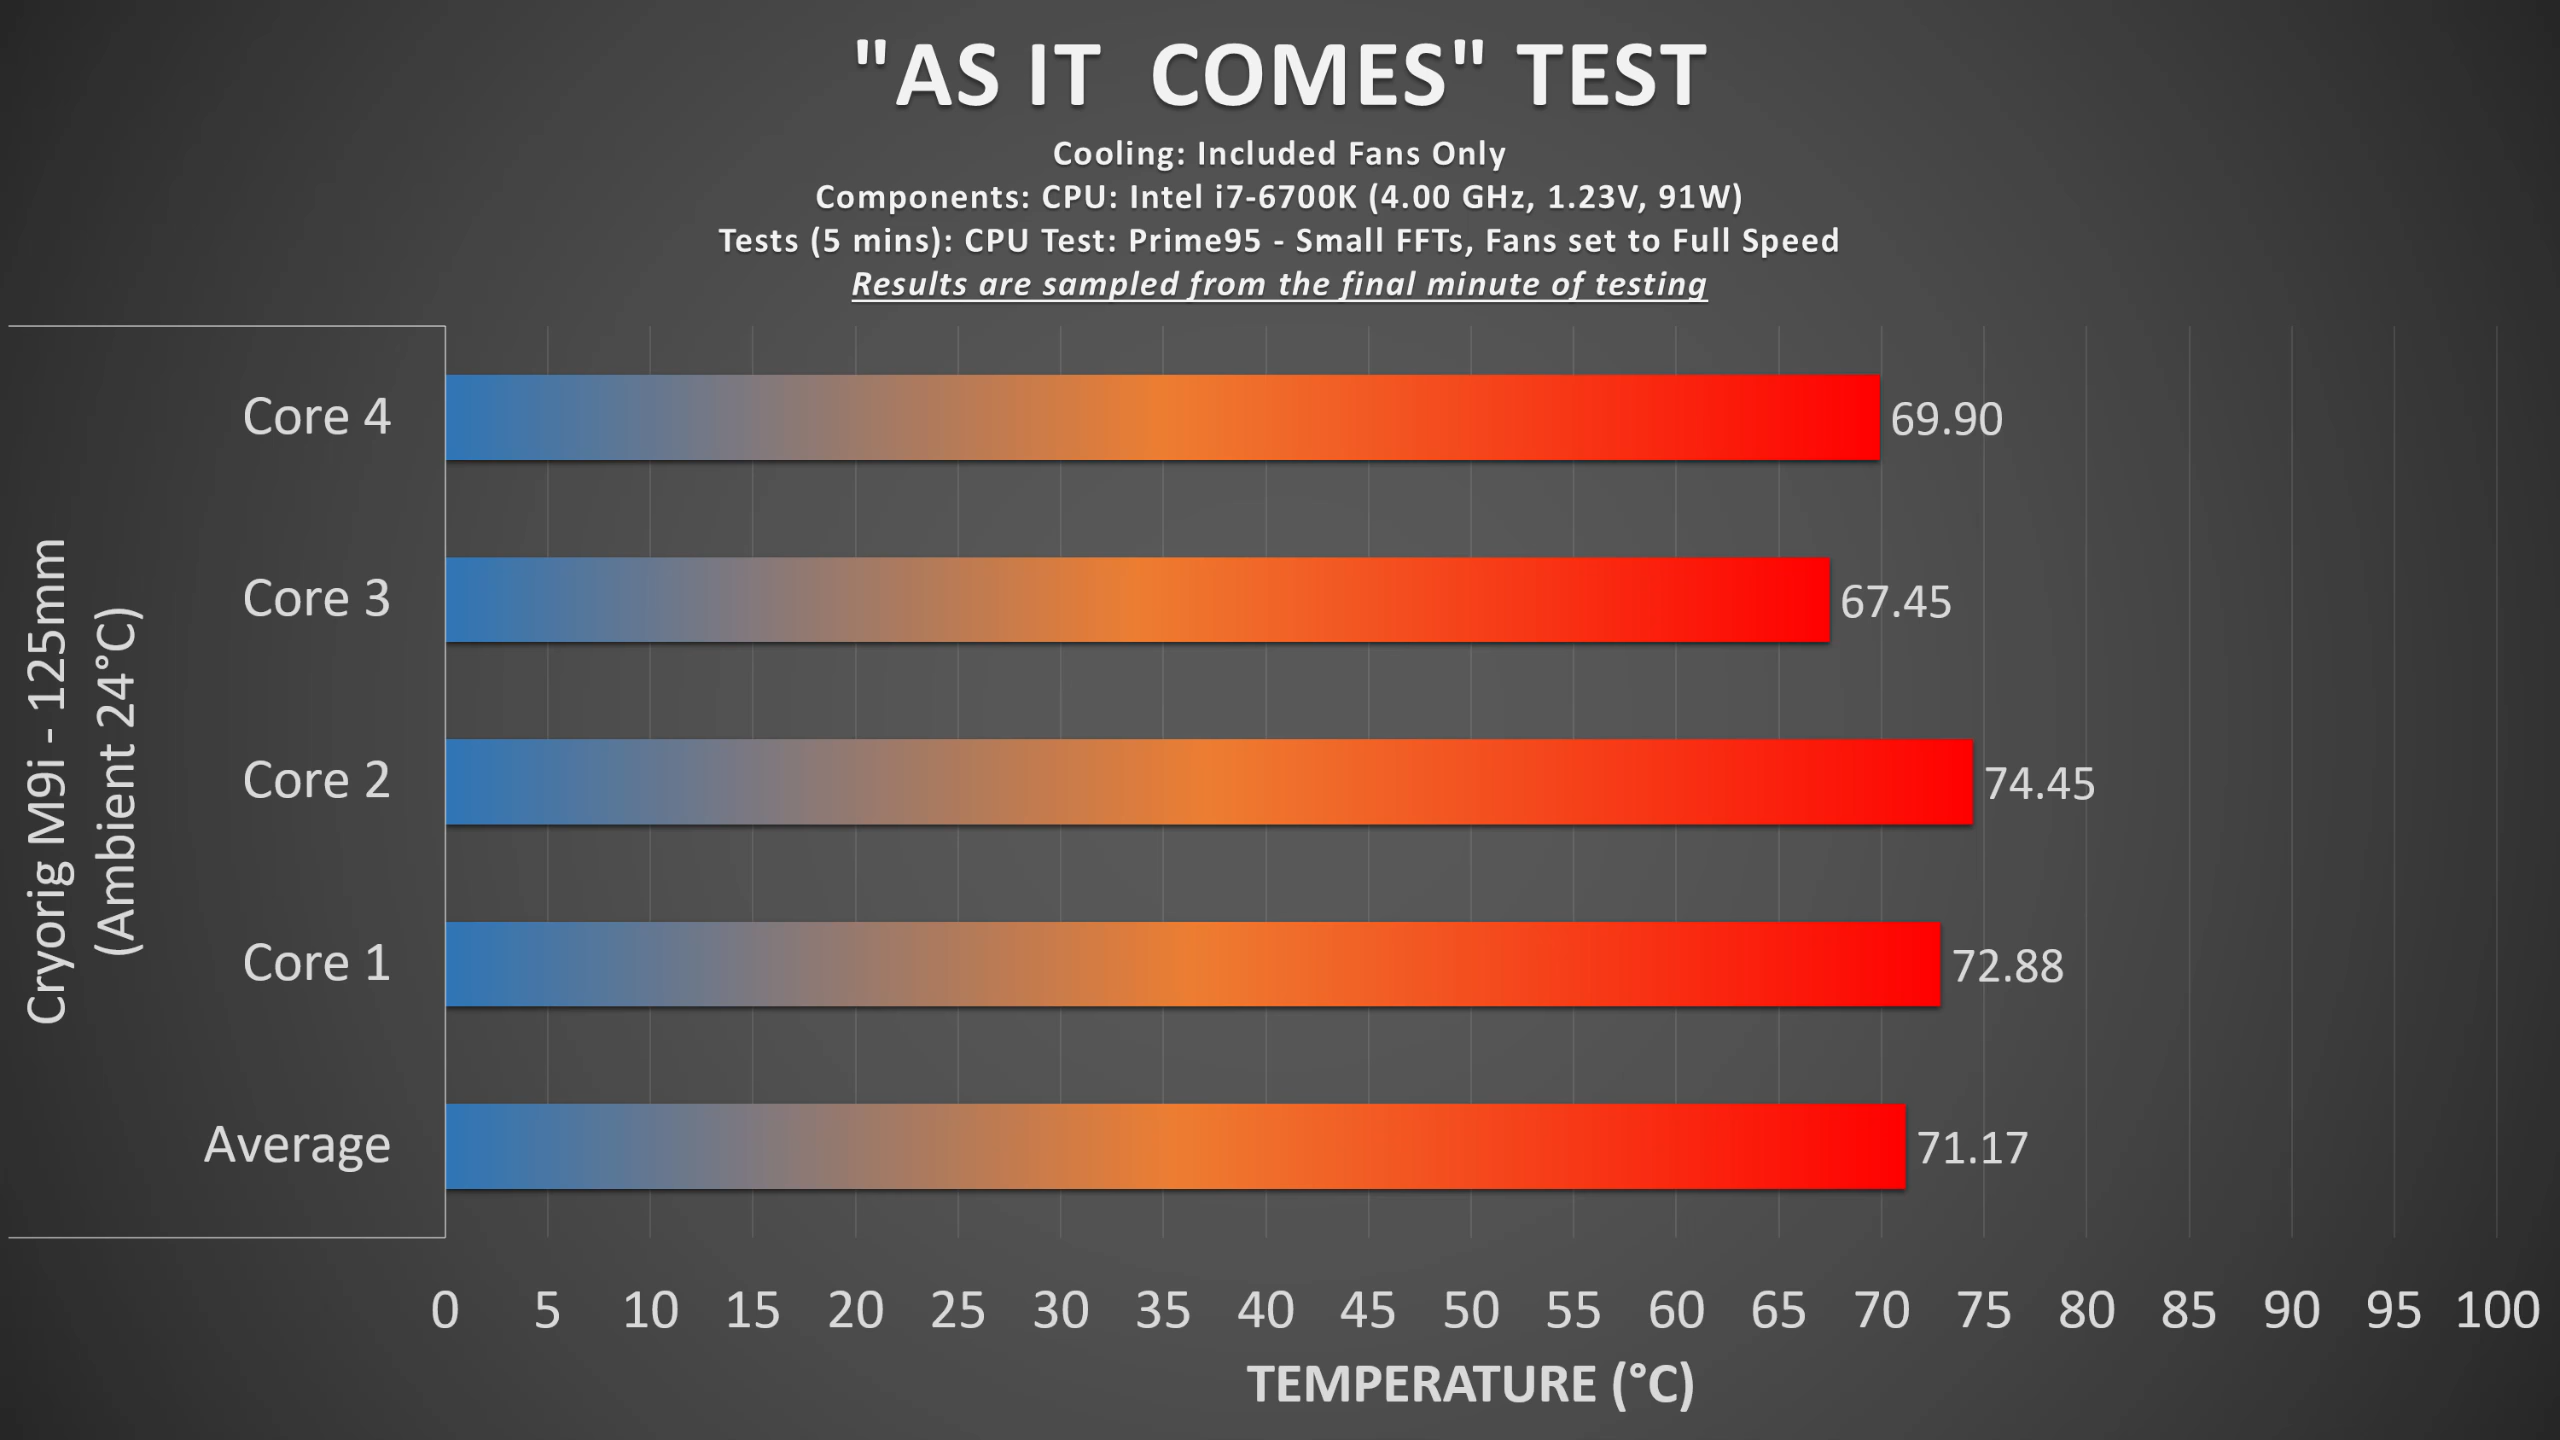 "AS IT  COMES" TEST
Cooling: Included Fans Only
Components: CPU: Intel i7-6700K (4.00 GHz, 1.23V, 91W)
Tests (5 mins): CPU Test: Prime95 - Small FFTs, Fans set to Full Speed
Results are sampled from the final minute of testing
Cryorig M9i - 125mm
(Ambient 24°C)
Core 4
69.90
Core 3
67.45
Core 2
74.45
Core 1
72.88
Average
71.17
0 5 10 15 20 25 30 35 40 45 50 55 60 65 70 75 80 85 90 95 100
TEMPERATURE (°C)